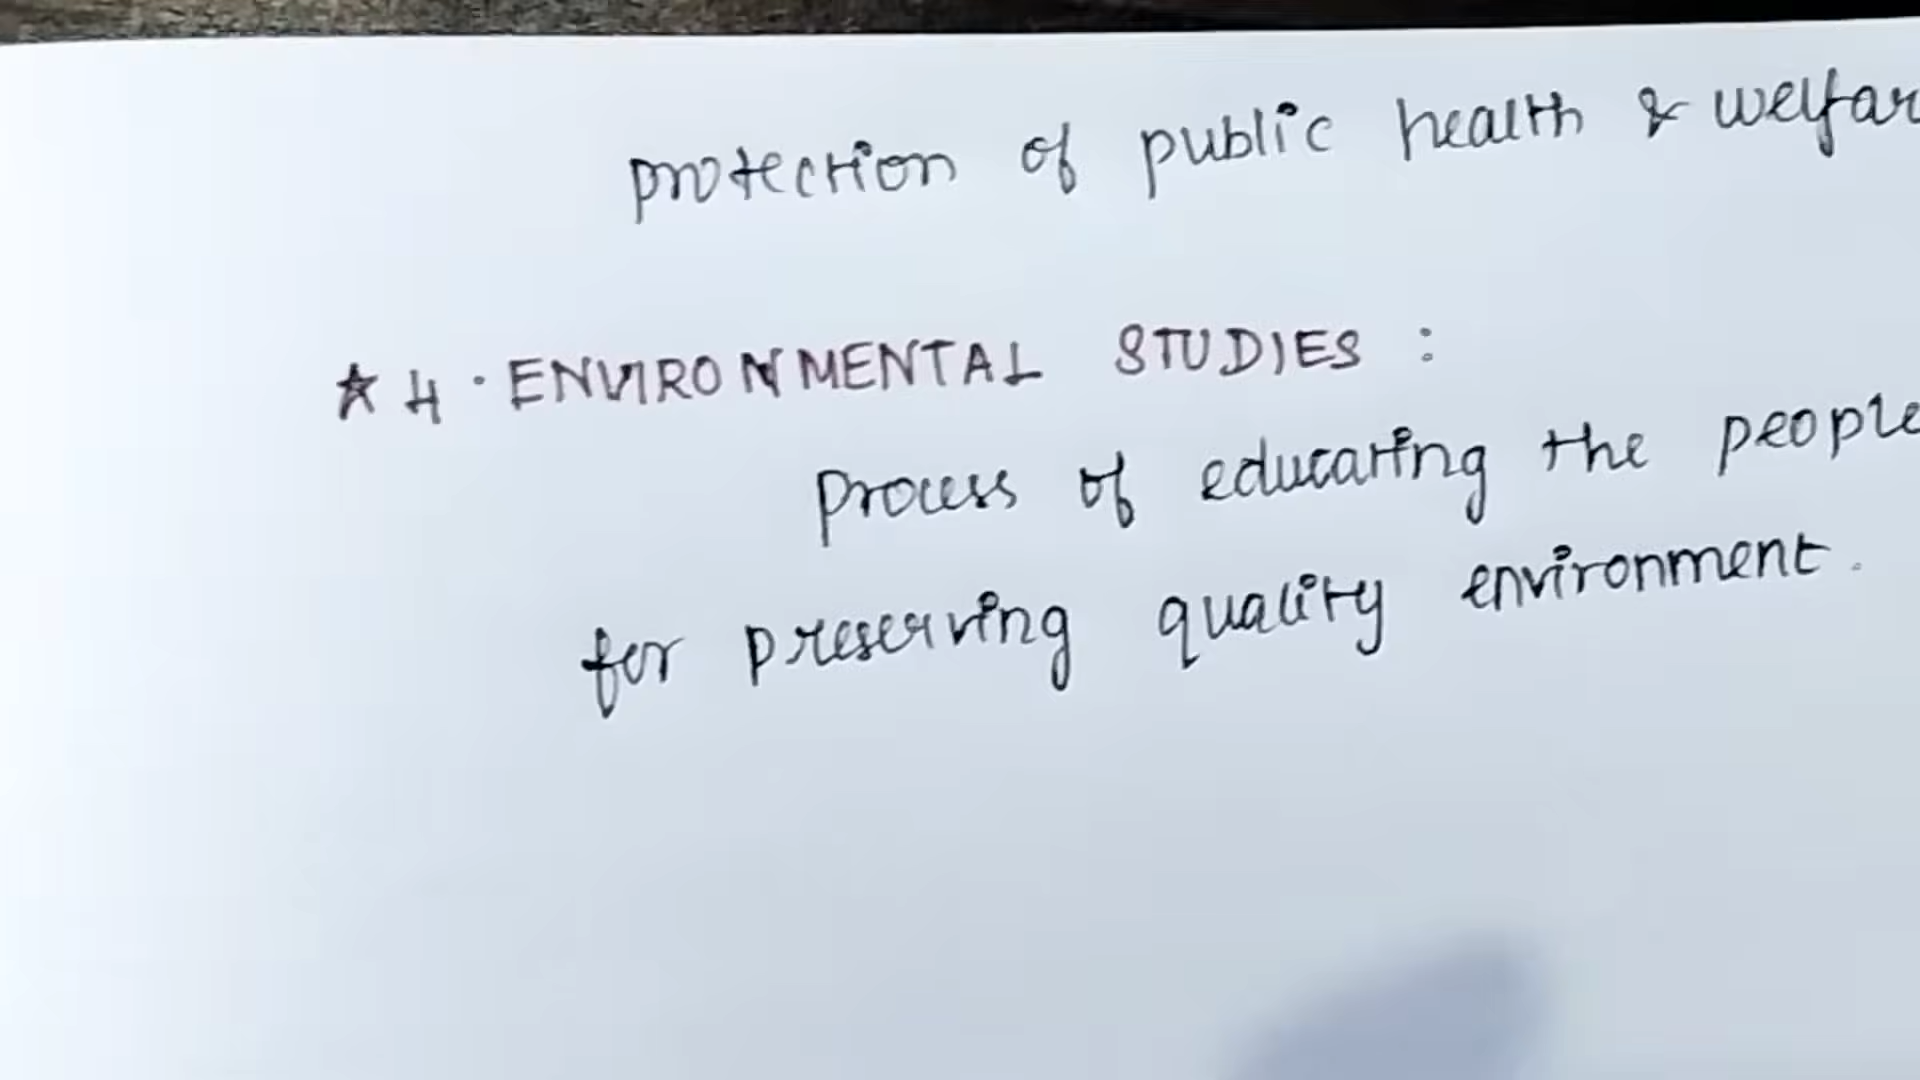 protection of public health & welfar
★ 4. ENVIRONMENTAL STUDIES :
Process of educating the people
for preserving quality environment.